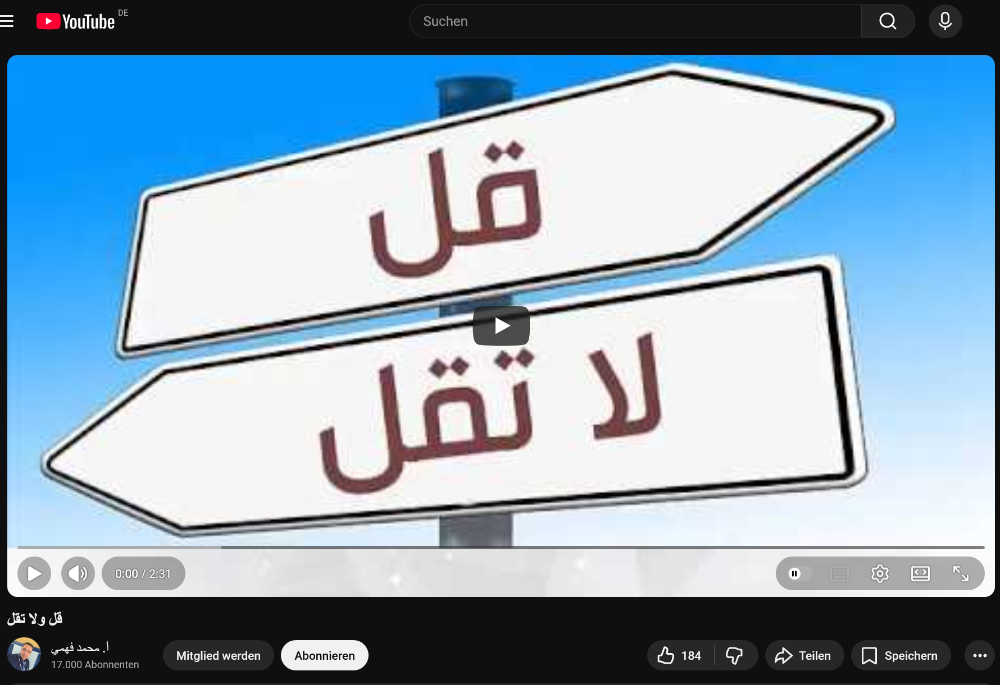 YouTube DE
Suchen
قل
لا تقل
0:00 / 2:31
قل ولا تقل
أ. محمد فهمي
17.000 Abonnenten
Mitglied werden
Abonnieren
184
Teilen
Speichern